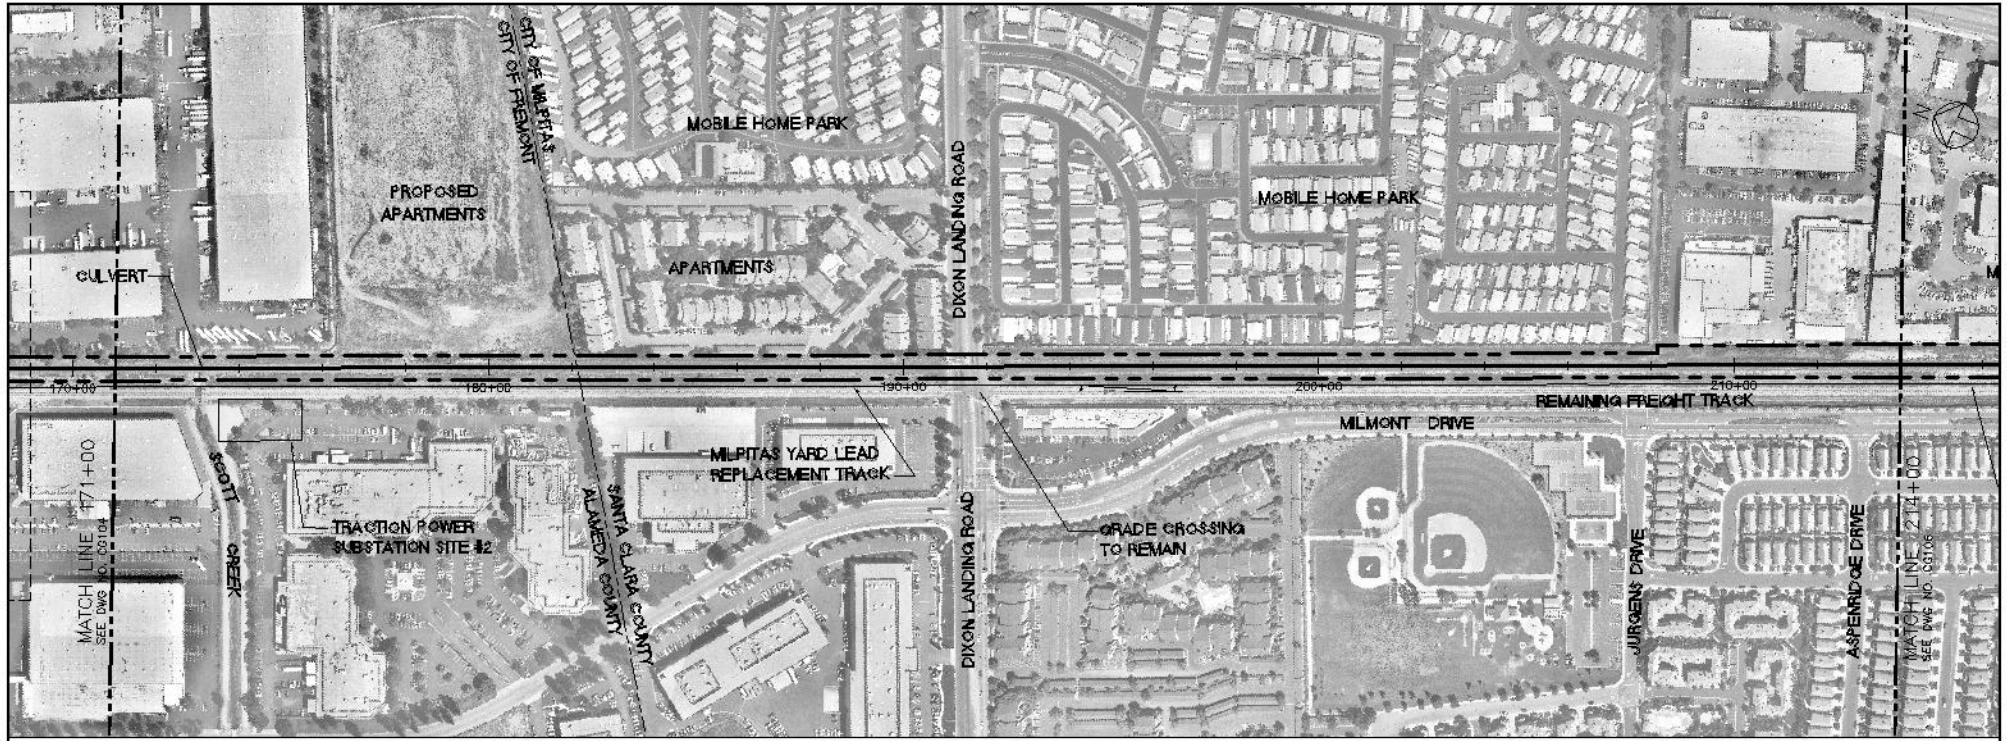 CITY OF MILPITAS
CITY OF FREMONT
MOBILE HOME PARK
PROPOSED
APARTMENTS
DIXON LANDING ROAD
MOBILE HOME PARK
N
CULVERT
APARTMENTS
M
170+00
180+00
190+00
200+00
210+00
REMAINING FREIGHT TRACK
MILMONT DRIVE
MATCH LINE 171+00
SEE DWG NO. CG104
SCOTT
CREEK
MILPITAS YARD LEAD
REPLACEMENT TRACK
TRACTION POWER
SUBSTATION SITE #2
SANTA CLARA COUNTY
ALAMEDA COUNTY
DIXON LANDING ROAD
GRADE CROSSING
TO REMAIN
JURGENS DRIVE
ASPENRIDGE DRIVE
MATCH LINE 214+00
SEE DWG NO. CG106